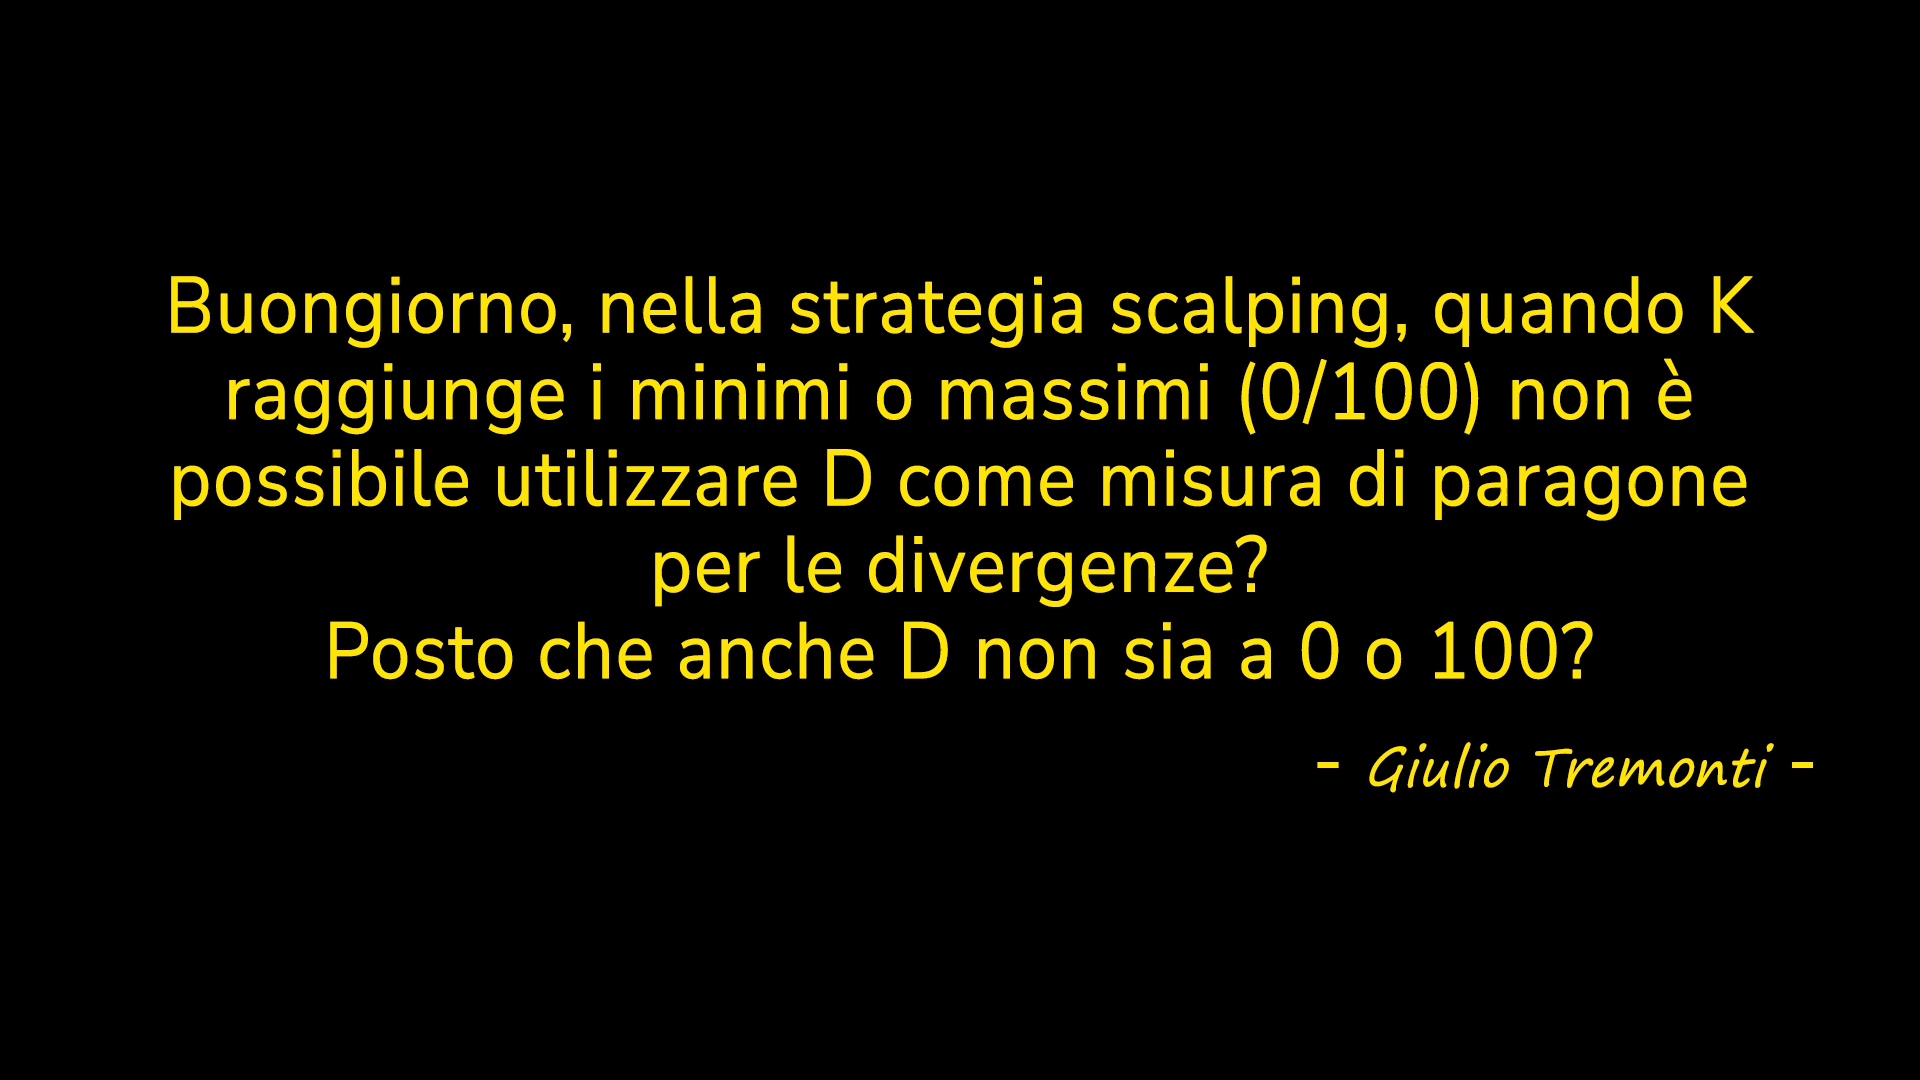 Buongiorno, nella strategia scalping, quando K
raggiunge i minimi o massimi (0/100) non è
possibile utilizzare D come misura di paragone
per le divergenze?
Posto che anche D non sia a 0 o 100?
- Giulio Tremonti -